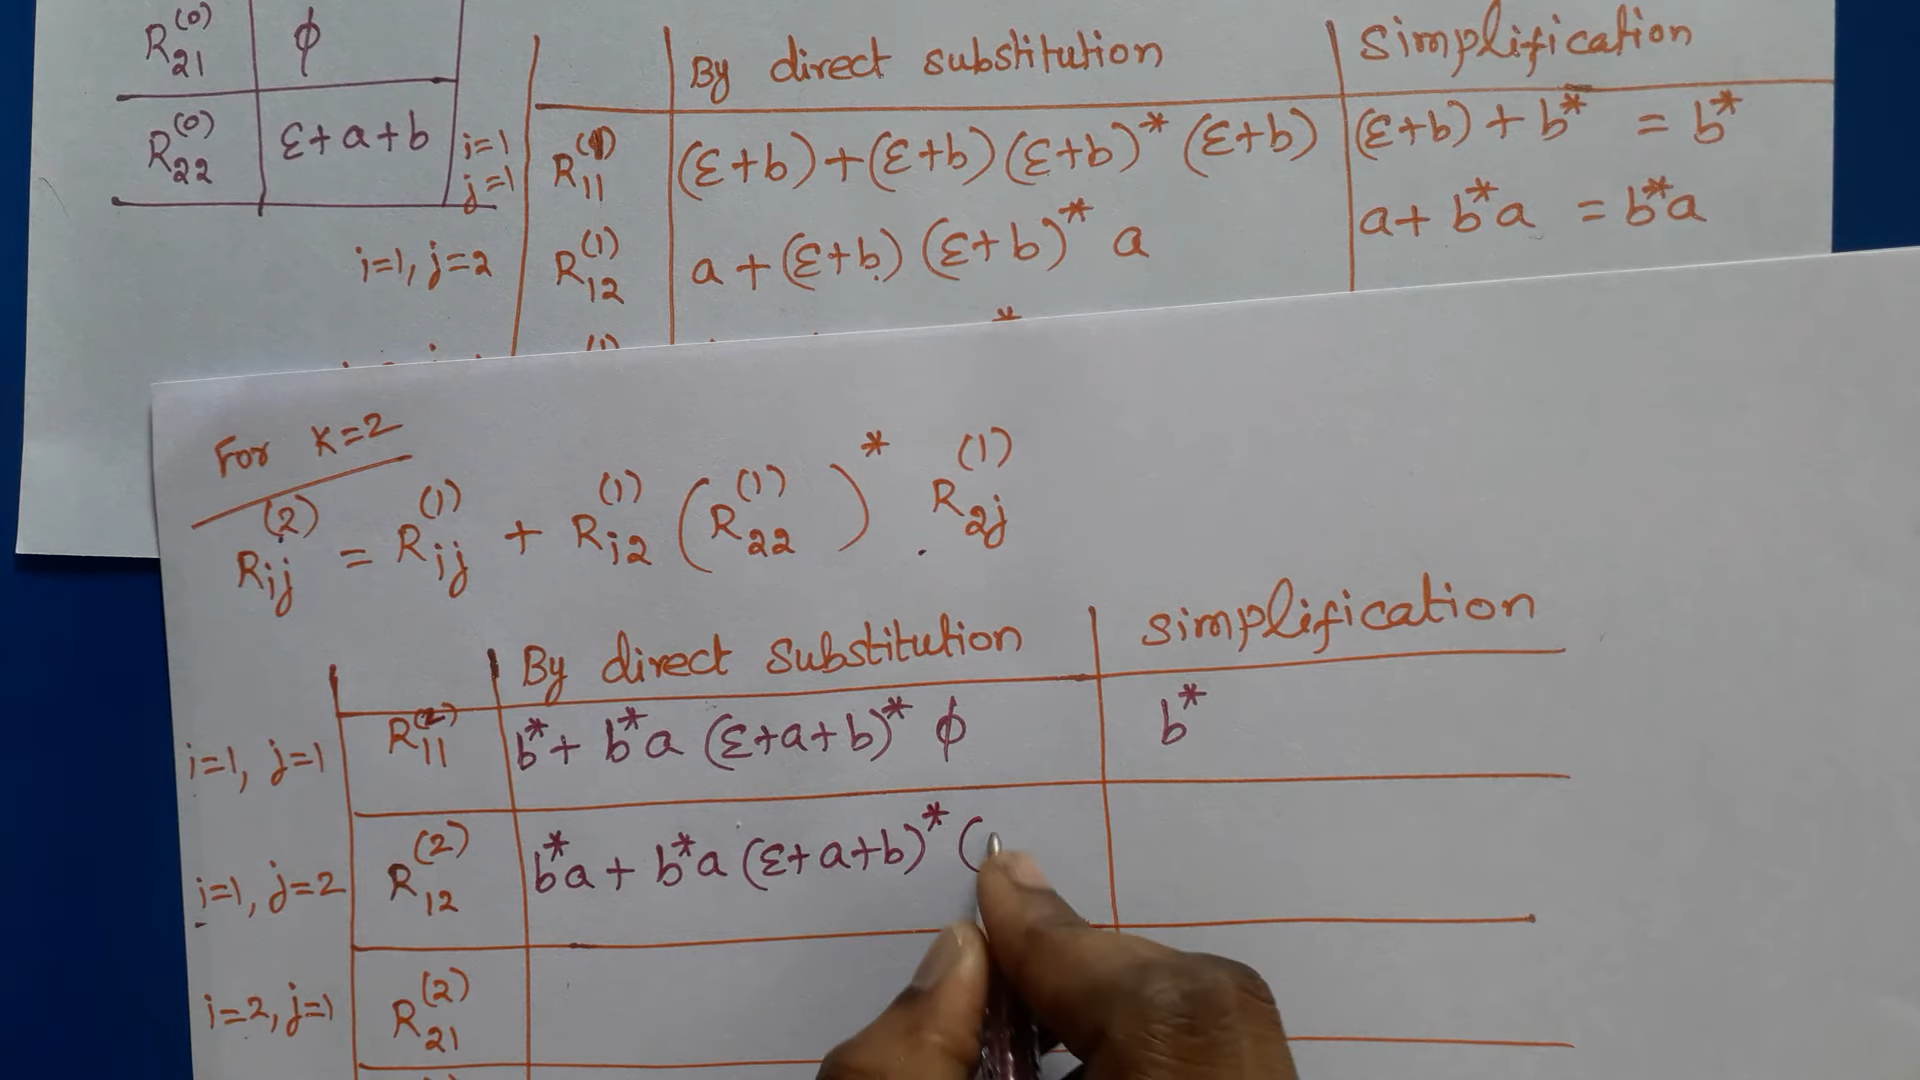 R₂₁⁽⁰⁾ ϕ
R₂₂⁽⁰⁾ ε+a+b
By direct substitution Simplification
i=1 j=1 R₁₁⁽¹⁾ (ε+b)+(ε+b)(ε+b)* (ε+b) (ε+b)+b* = b*
i=1, j=2 R₁₂⁽¹⁾ a+(ε+b)(ε+b)* a a+b*a = b*a
For K=2
Rᵢⱼ⁽²⁾ = Rᵢⱼ⁽¹⁾ + Rᵢ₂⁽¹⁾ (R₂₂⁽¹⁾)* R₂ⱼ⁽¹⁾
By direct substitution simplification
i=1, j=1 R₁₁⁽²⁾ b*+ b*a (ε+a+b)* ϕ b*
i=1, j=2 R₁₂⁽²⁾ b*a + b*a (ε+a+b)* (
i=2, j=1 R₂₁⁽²⁾